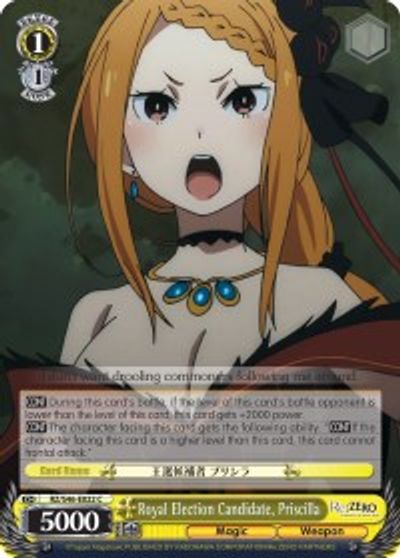 1
1
I don't want drooling commoners following me around.
CONT During this card's battle, if the level of this card's battle opponent is
lower than the level of this card, this card gets +2000 power.
CONT The character facing this card gets the following ability. "CONT If the
character facing this card is a higher level than this card, this card cannot
frontal attack."
Card Name
王選候補者 プリシラ
RZ/S46-E022 C
Royal Election Candidate, Priscilla
Re:ZERO
5000
Magic
Weapon